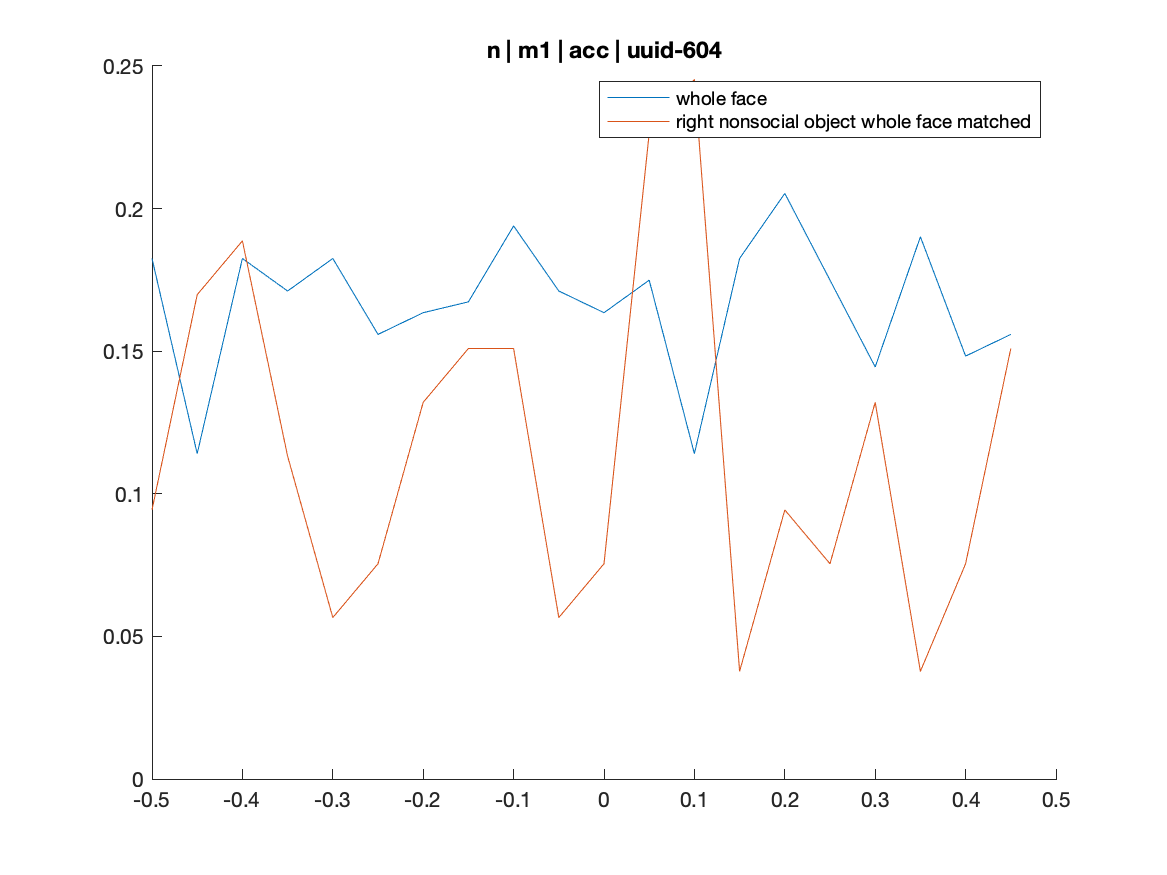 n | m1 | acc | uuid-604
whole face
right nonsocial object whole face matched
0.25
0.2
0.15
0.1
0.05
0
-0.5 -0.4 -0.3 -0.2 -0.1 0 0.1 0.2 0.3 0.4 0.5